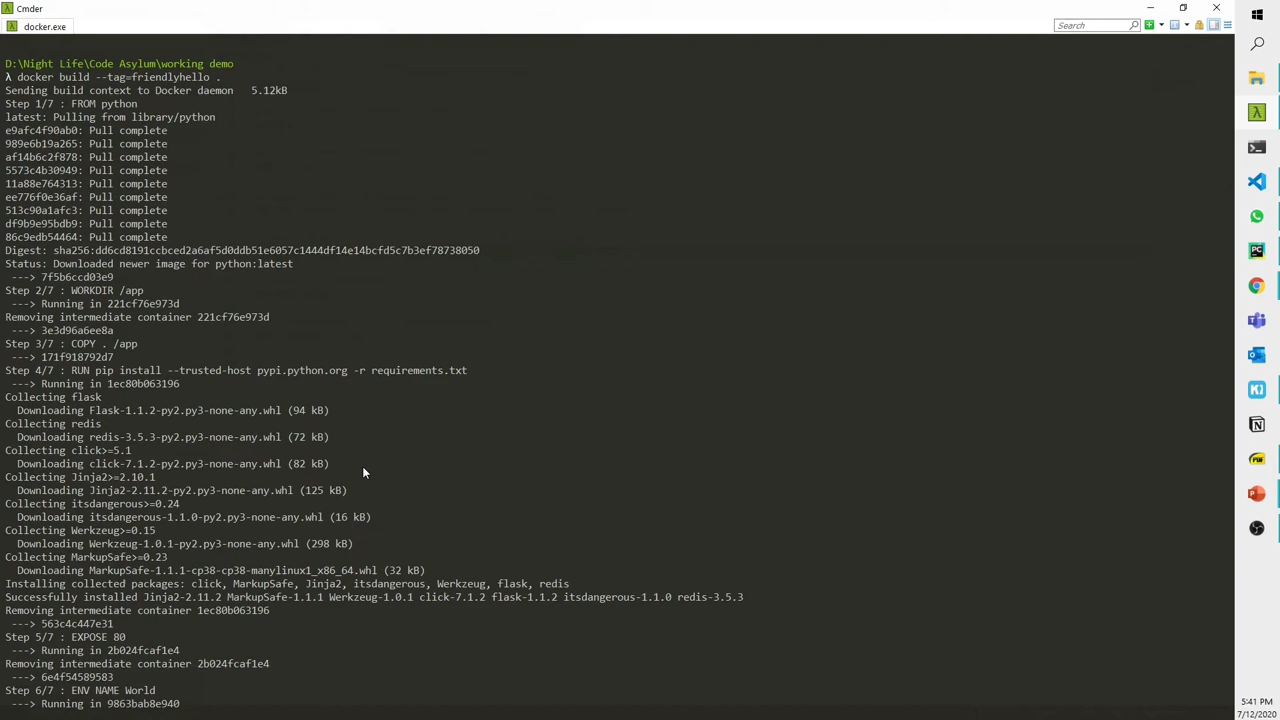 Cmder
docker.exe
Search
D:\Night Life\Code Asylum\working demo
λ docker build --tag=friendlyhello .
Sending build context to Docker daemon   5.12kB
Step 1/7 : FROM python
latest: Pulling from library/python
e9afc4f90ab0: Pull complete
989e6b19a265: Pull complete
af14b6c2f878: Pull complete
5573c4b30949: Pull complete
11a88e764313: Pull complete
ee776f0e36af: Pull complete
513c90a1afc3: Pull complete
df9b9e95bdb9: Pull complete
86c9edb54464: Pull complete
Digest: sha256:dd6cd8191ccbced2a6af5d0ddb51e6057c1444df14e14bcfd5c7b3ef78738050
Status: Downloaded newer image for python:latest
 ---> 7f5b6ccd03e9
Step 2/7 : WORKDIR /app
 ---> Running in 221cf76e973d
Removing intermediate container 221cf76e973d
 ---> 3e3d96a6ee8a
Step 3/7 : COPY . /app
 ---> 171f918792d7
Step 4/7 : RUN pip install --trusted-host pypi.python.org -r requirements.txt
 ---> Running in 1ec80b063196
Collecting flask
  Downloading Flask-1.1.2-py2.py3-none-any.whl (94 kB)
Collecting redis
  Downloading redis-3.5.3-py2.py3-none-any.whl (72 kB)
Collecting click>=5.1
  Downloading click-7.1.2-py2.py3-none-any.whl (82 kB)
Collecting Jinja2>=2.10.1
  Downloading Jinja2-2.11.2-py2.py3-none-any.whl (125 kB)
Collecting itsdangerous>=0.24
  Downloading itsdangerous-1.1.0-py2.py3-none-any.whl (16 kB)
Collecting Werkzeug>=0.15
  Downloading Werkzeug-1.0.1-py2.py3-none-any.whl (298 kB)
Collecting MarkupSafe>=0.23
  Downloading MarkupSafe-1.1.1-cp38-cp38-manylinux1_x86_64.whl (32 kB)
Installing collected packages: click, MarkupSafe, Jinja2, itsdangerous, Werkzeug, flask, redis
Successfully installed Jinja2-2.11.2 MarkupSafe-1.1.1 Werkzeug-1.0.1 click-7.1.2 flask-1.1.2 itsdangerous-1.1.0 redis-3.5.3
Removing intermediate container 1ec80b063196
 ---> 563c4c447e31
Step 5/7 : EXPOSE 80
 ---> Running in 2b024fcaf1e4
Removing intermediate container 2b024fcaf1e4
 ---> 6e4f54589583
Step 6/7 : ENV NAME World
 ---> Running in 9863bab8e940
5:41 PM
7/12/2020